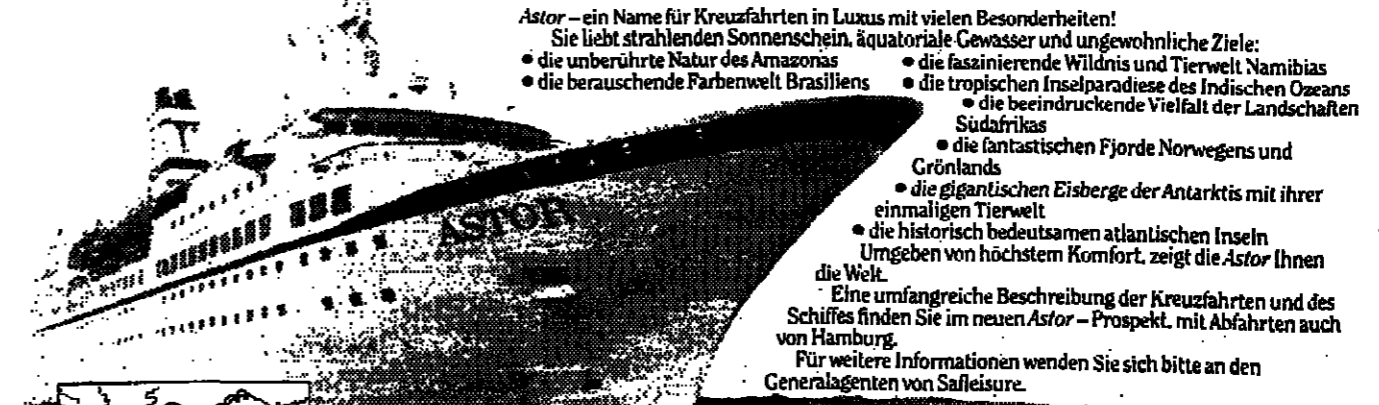 Astor – ein Name für Kreuzfahrten in Luxus mit vielen Besonderheiten!
Sie liebt strahlenden Sonnenschein, äquatoriale Gewässer und ungewöhnliche Ziele:
• die unberührte Natur des Amazonas
• die berauschende Farbenwelt Brasiliens
• die faszinierende Wildnis und Tierwelt Namibias
• die tropischen Inselparadiese des Indischen Ozeans
• die beeindruckende Vielfalt der Landschaften
Südafrikas
• die fantastischen Fjorde Norwegens und
Grönlands
• die gigantischen Eisberge der Antarktis mit ihrer
einmaligen Tierwelt
• die historisch bedeutsamen atlantischen Inseln
Umgeben von höchstem Komfort, zeigt die Astor Ihnen
die Welt.
Eine umfangreiche Beschreibung der Kreuzfahrten und des
Schiffes finden Sie im neuen Astor – Prospekt, mit Abfahrten auch
von Hamburg.
Für weitere Informationen wenden Sie sich bitte an den
Generalagenten von Safleisure.
ASTOR
5